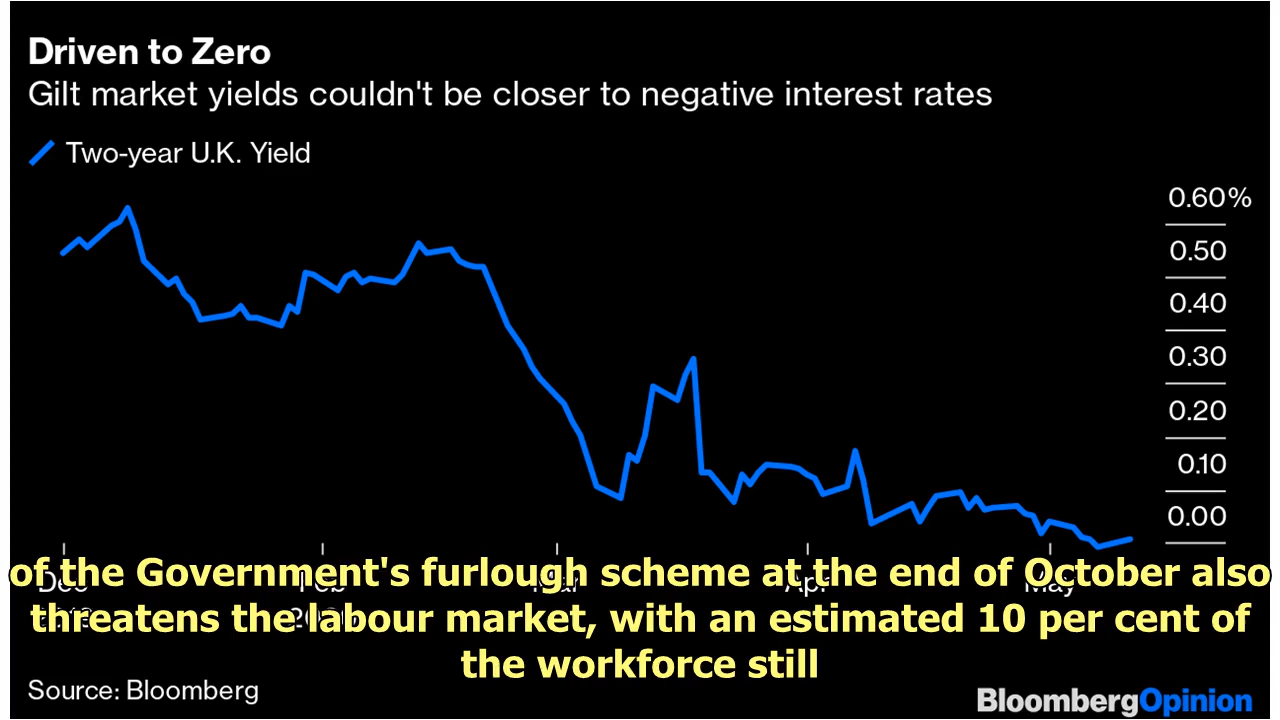 Driven to Zero
Gilt market yields couldn't be closer to negative interest rates
Two-year U.K. Yield
0.60%
0.50
0.40
0.30
0.20
0.10
0.00
of the Government's furlough scheme at the end of October also
threatens the labour market, with an estimated 10 per cent of
the workforce still
Source: Bloomberg
BloombergOpinion